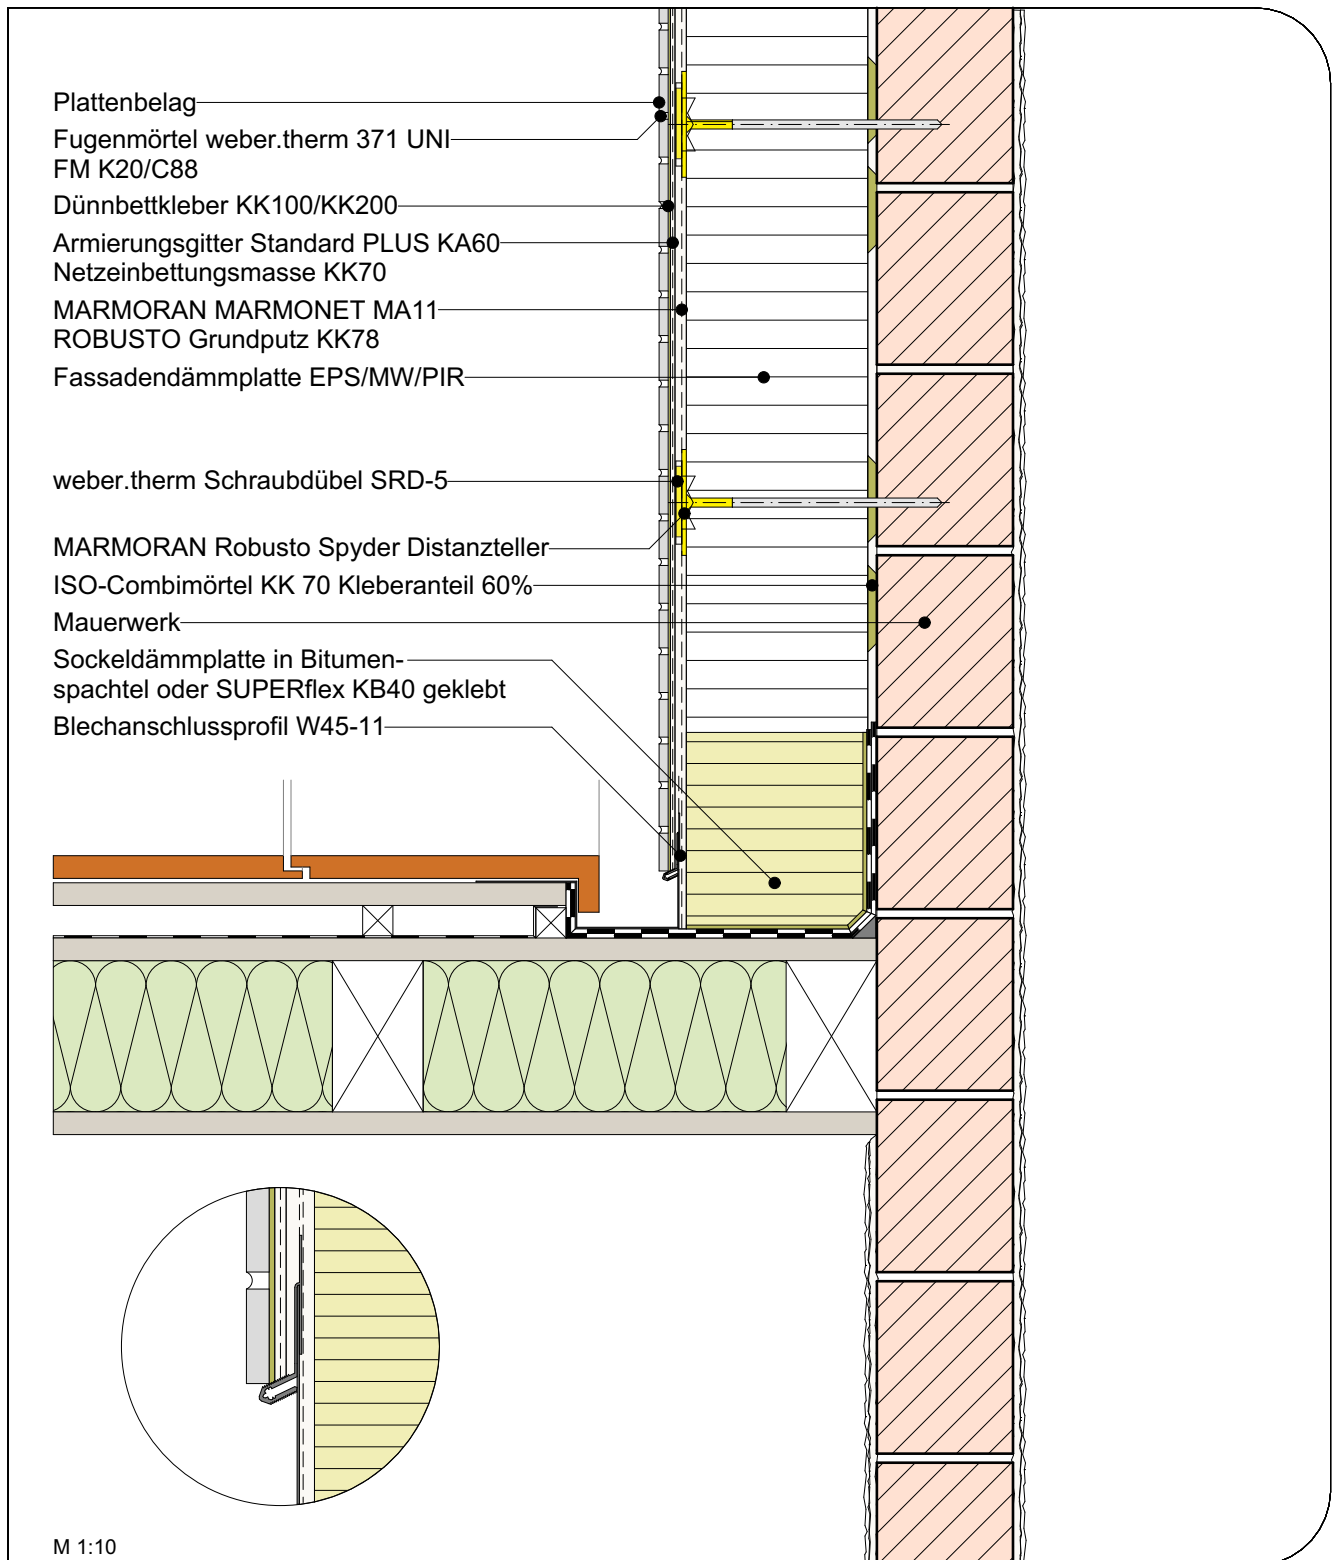 Plattenbelag
Fugenmörtel weber.therm 371 UNI
FM K20/C88
Dünnbettkleber KK100/KK200
Armierungsgitter Standard PLUS KA60
Netzeinbettungsmasse KK70
MARMORAN MARMONET MA11
ROBUSTO Grundputz KK78
Fassadendämmplatte EPS/MW/PIR
weber.therm Schraubdübel SRD-5
MARMORAN Robusto Spyder Distanzteller
ISO-Combimörtel KK 70 Kleberanteil 60%
Mauerwerk
Sockeldämmplatte in Bitumen-
spachtel oder SUPERflex KB40 geklebt
Blechanschlussprofil W45-11
M 1:10